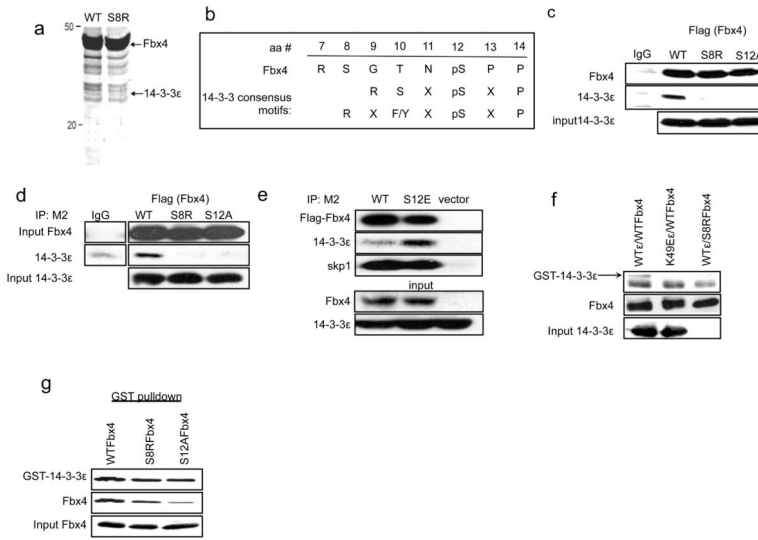 a
WT S8R
50
Fbx4
14-3-3ε
20
b
aa # 7 8 9 10 11 12 13 14
Fbx4 R S G T N pS P P
R S X pS X P
14-3-3 consensus
motifs:
R X F/Y X pS X P
c
Flag (Fbx4)
IgG WT S8R S12A
Fbx4
14-3-3ε
input14-3-3ε
d
Flag (Fbx4)
IP: M2 IgG WT S8R S12A
Input Fbx4
14-3-3ε
Input 14-3-3ε
e
IP: M2 WT S12E vector
Flag-Fbx4
14-3-3ε
skp1
input
Fbx4
14-3-3ε
f
WTε/WTFbx4
K49Eε/WTFbx4
WTε/S8RFbx4
GST-14-3-3ε
Fbx4
Input 14-3-3ε
g
GST pulldown
WTFbx4
S8RFbx4
S12AFbx4
GST-14-3-3ε
Fbx4
Input Fbx4